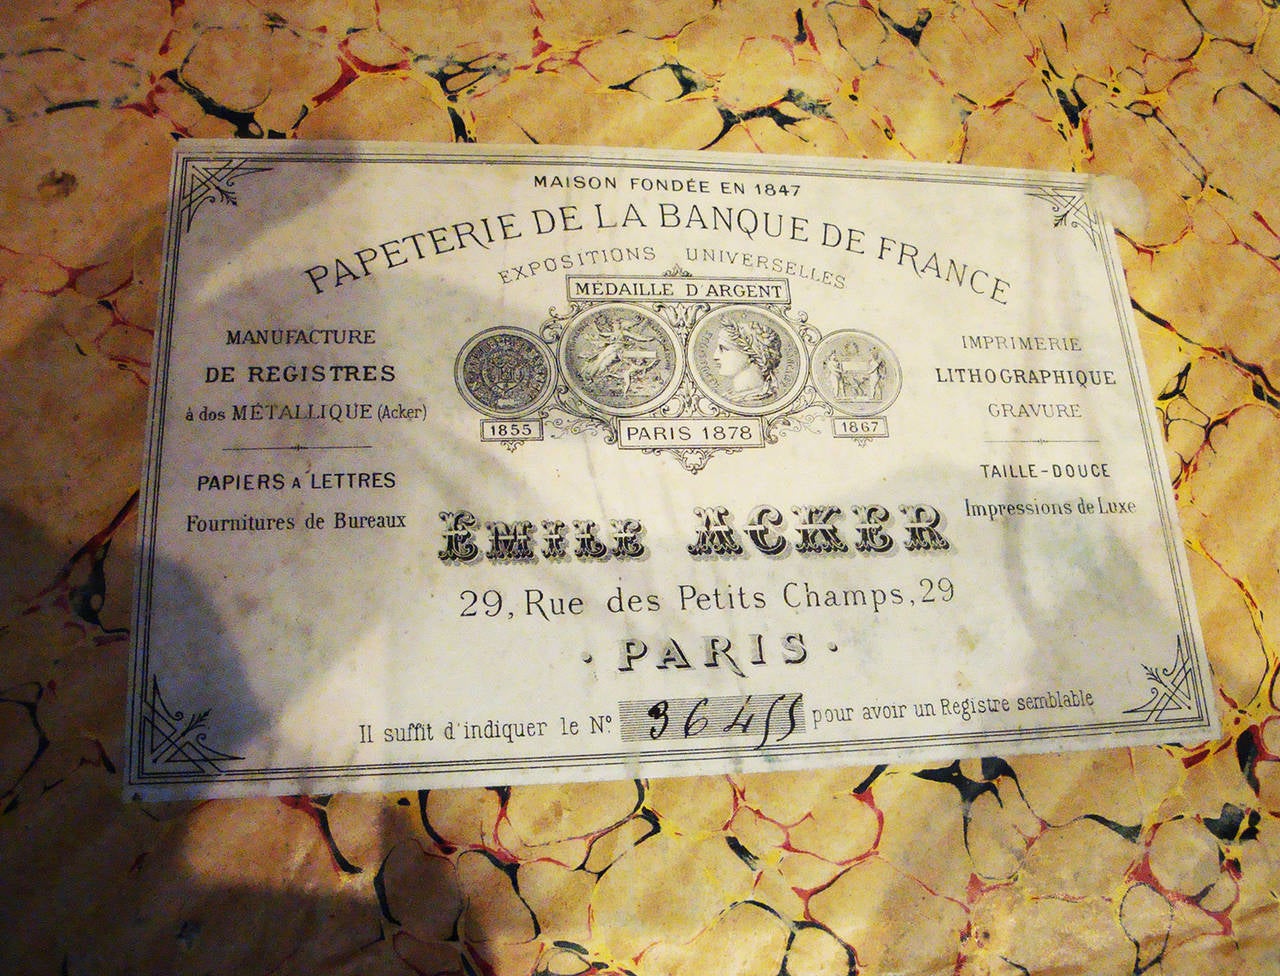 MAISON FONDÉE EN 1847
PAPETERIE DE LA BANQUE DE FRANCE
EXPOSITIONS UNIVERSELLES
MÉDAILLE D'ARGENT
1855
PARIS 1878
1867
MANUFACTURE
DE REGISTRES
à dos MÉTALLIQUE (Acker)
PAPIERS A LETTRES
Fournitures de Bureaux
IMPRIMERIE
LITHOGRAPHIQUE
GRAVURE
TAILLE-DOUCE
Impressions de Luxe
EMILE ACKER
29, Rue des Petits Champs, 29
· PARIS ·
Il suffit d'indiquer le No. 36455 pour avoir un Registre semblable